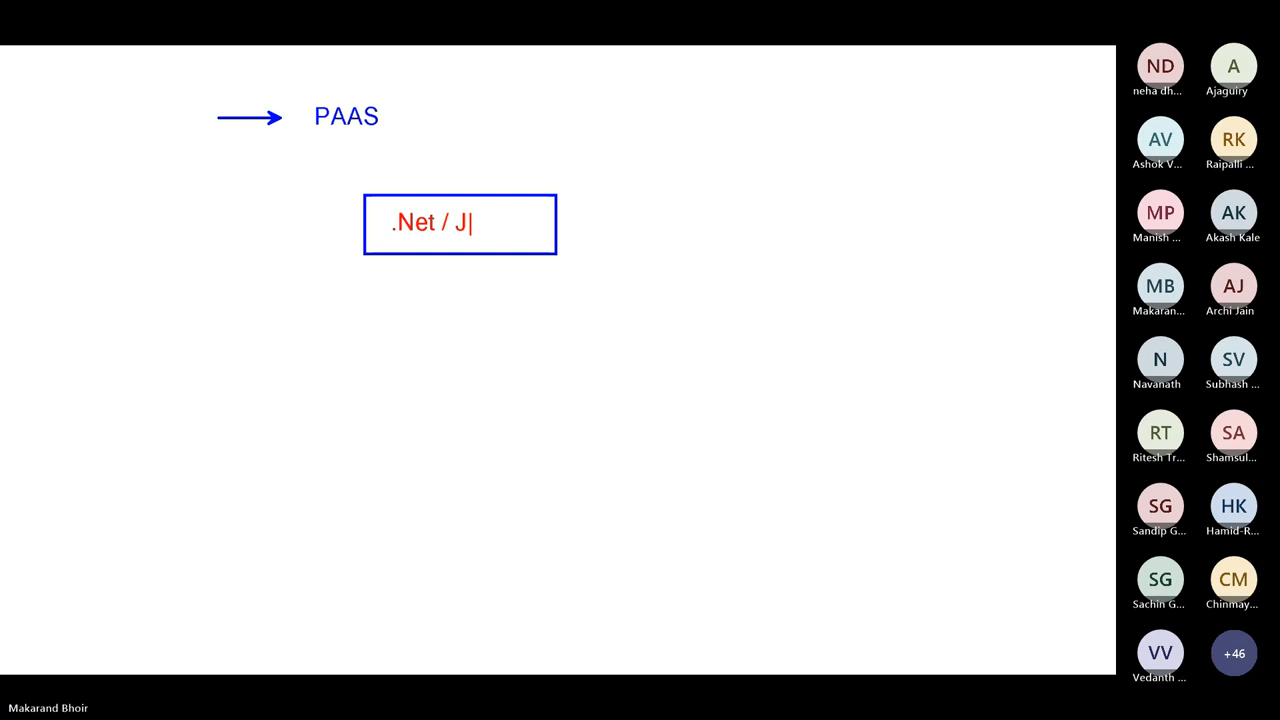 PAAS
.Net / J
ND A
neha dh... Ajaguiry
AV RK
Ashok V... Raipalli ...
MP AK
Manish ... Akash Kale
MB AJ
Makaran... Archi Jain
N SV
Navanath Subhash ...
RT SA
Ritesh Tr... Shamsul...
SG HK
Sandip G... Hamid-R...
SG CM
Sachin G... Chinmay...
VV +46
Vedanth ...
Makarand Bhoir